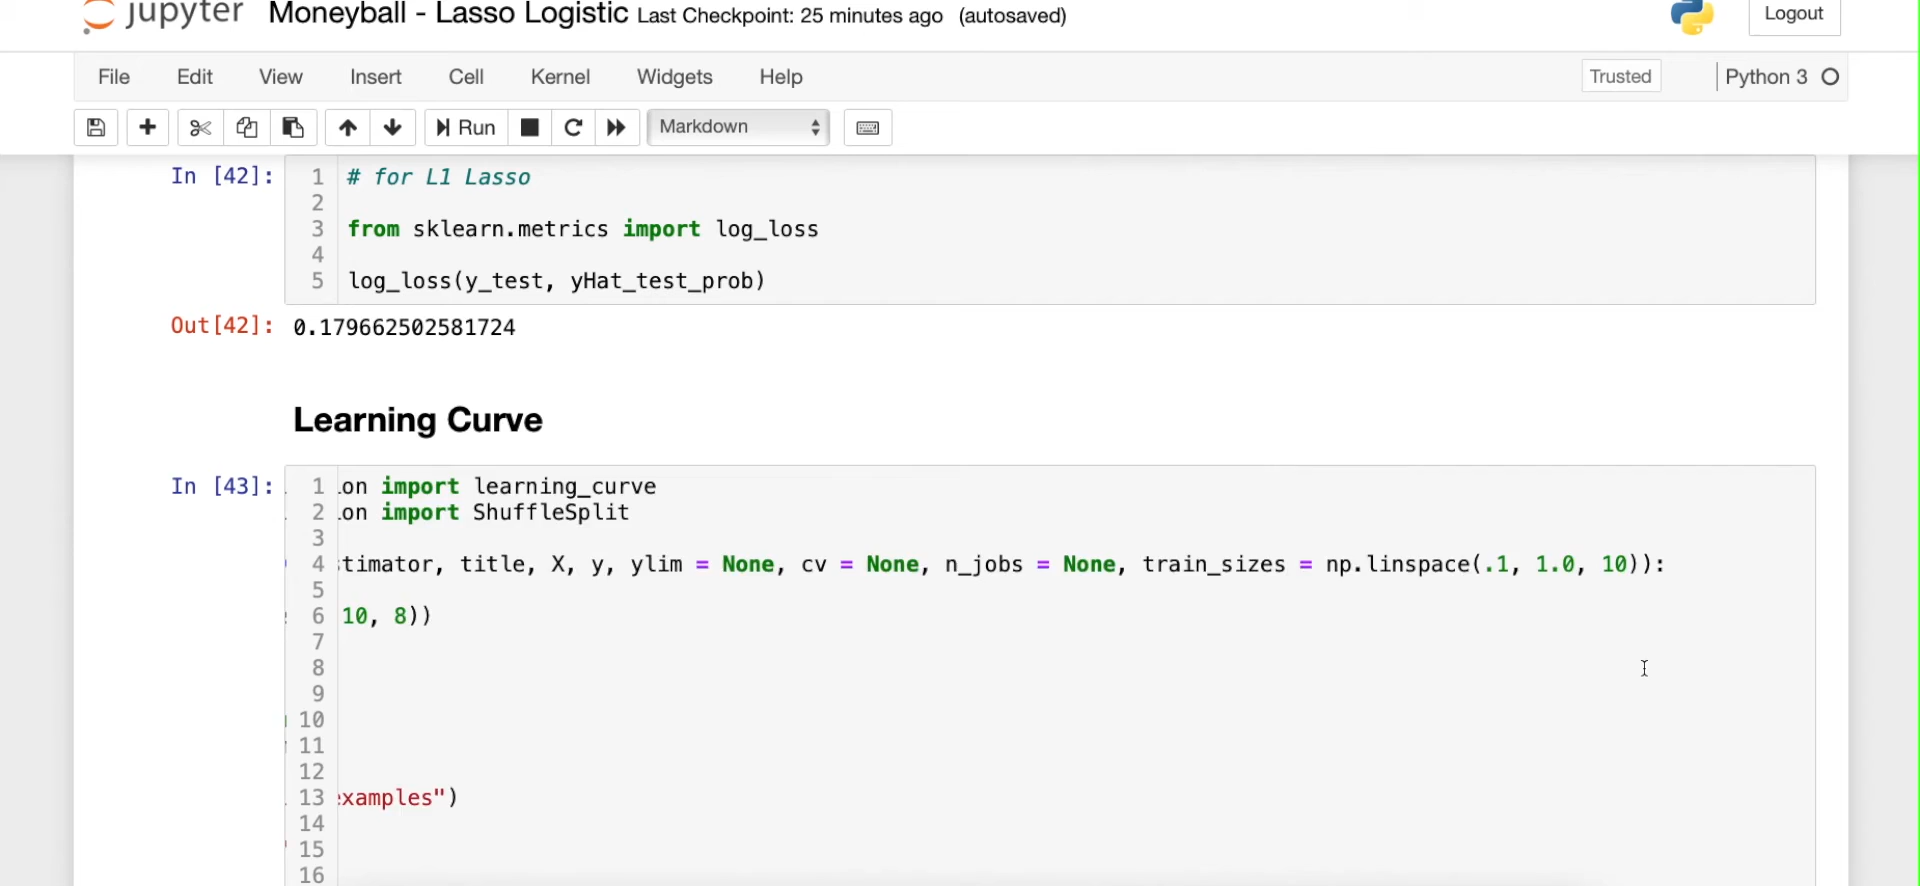 jupyter Moneyball - Lasso Logistic Last Checkpoint: 25 minutes ago (autosaved) Logout
File Edit View Insert Cell Kernel Widgets Help Trusted Python 3
Run Markdown
In [42]: 1 # for L1 Lasso
2
3 from sklearn.metrics import log_loss
4
5 log_loss(y_test, yHat_test_prob)
Out[42]: 0.179662502581724
Learning Curve
In [43]: 1 ion import learning_curve
2 ion import ShuffleSplit
3
4 stimator, title, X, y, ylim = None, cv = None, n_jobs = None, train_sizes = np.linspace(.1, 1.0, 10)):
5
6 10, 8))
7
8
9
10
11
12
13 examples")
14
15
16